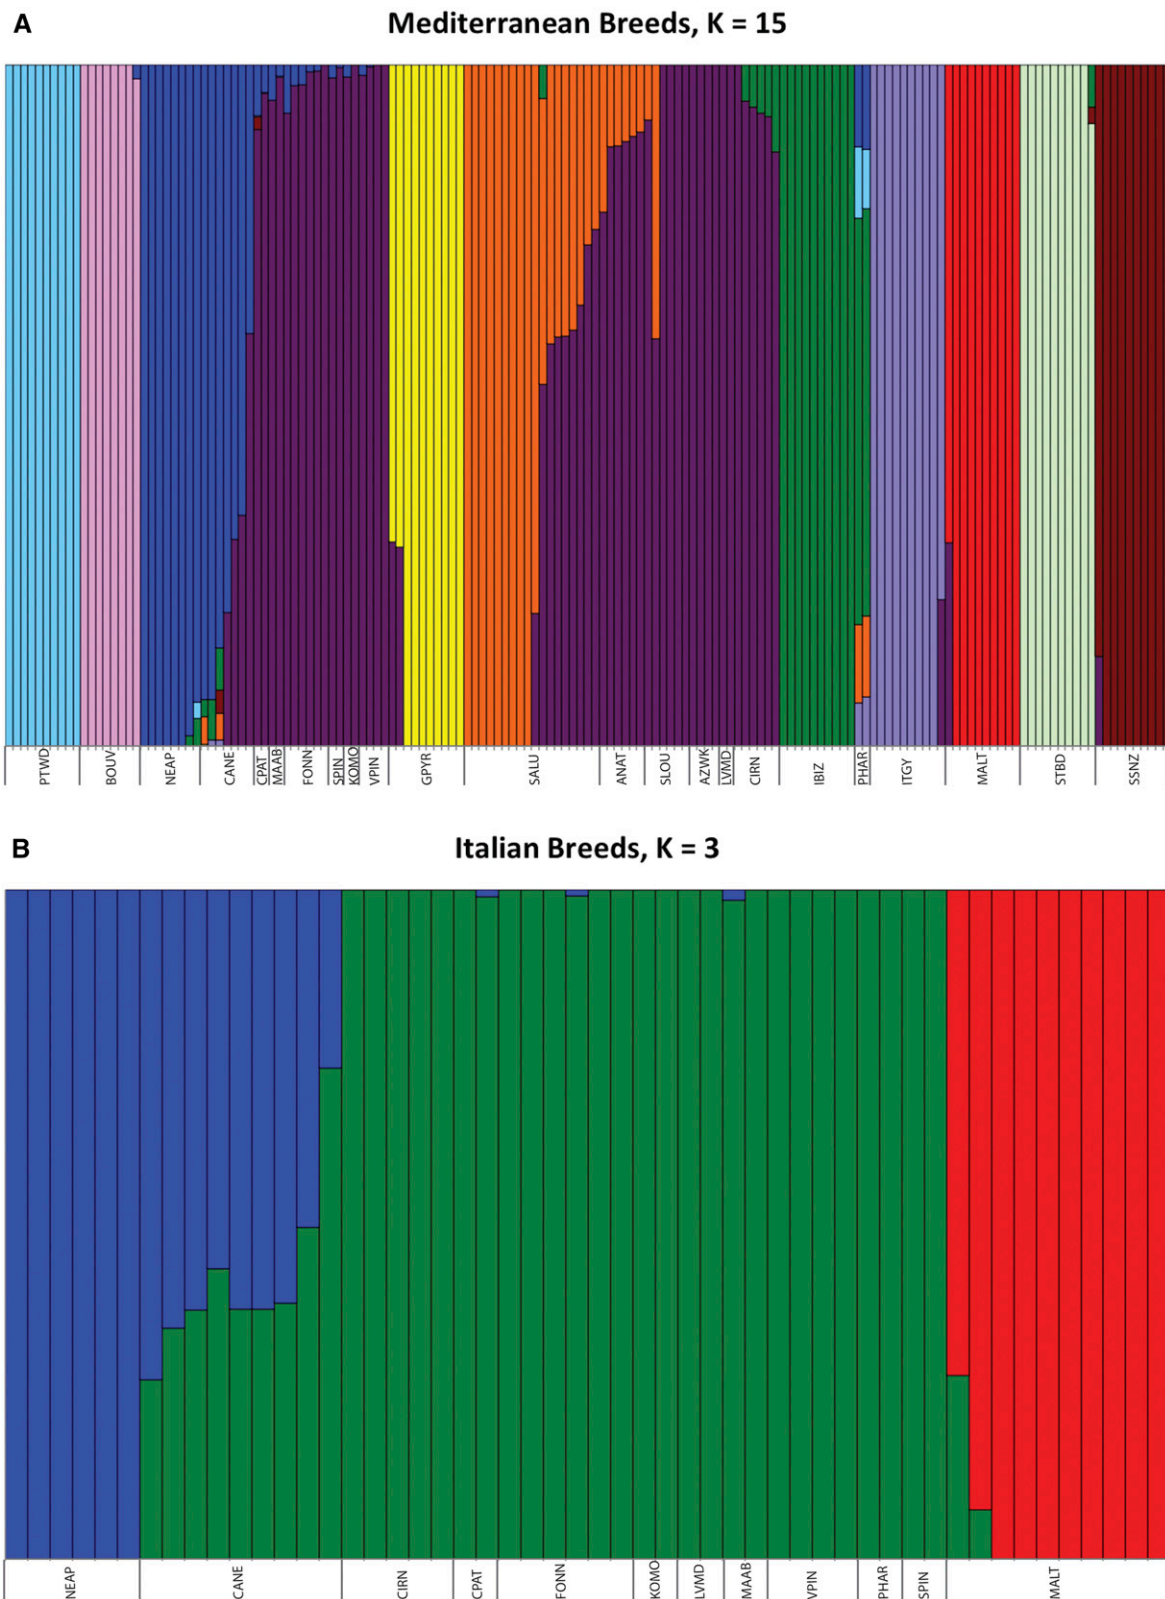 A
Mediterranean Breeds, K = 15
PTWD BOUV NEAP CANE CPAT MAAB FONN SPIN KOMO VPIN GPYR SALU ANAT SLOU AZWK LVMD CIRN IBIZ PHAR ITGY MALT STBD SSNZ
B
Italian Breeds, K = 3
NEAP CANE CIRN CPAT FONN KOMO LVMD MAAB VPIN PHAR SPIN MALT